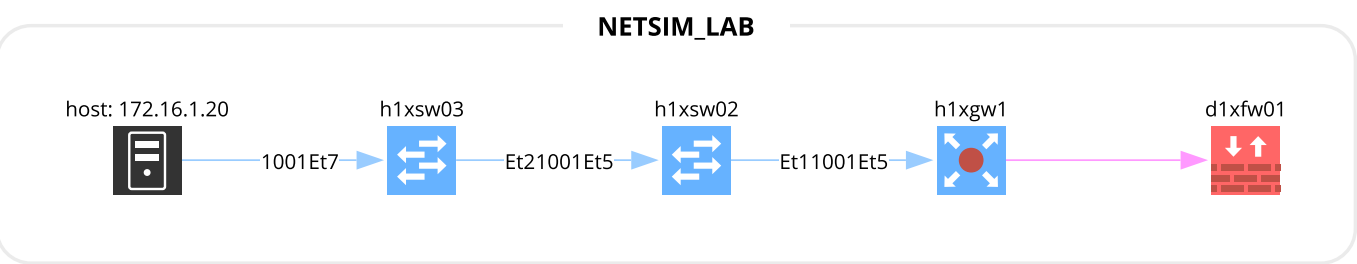 NETSIM_LAB
host: 172.16.1.20
h1xsw03
h1xsw02
h1xgw1
d1xfw01
1001Et7
Et21001Et5
Et11001Et5